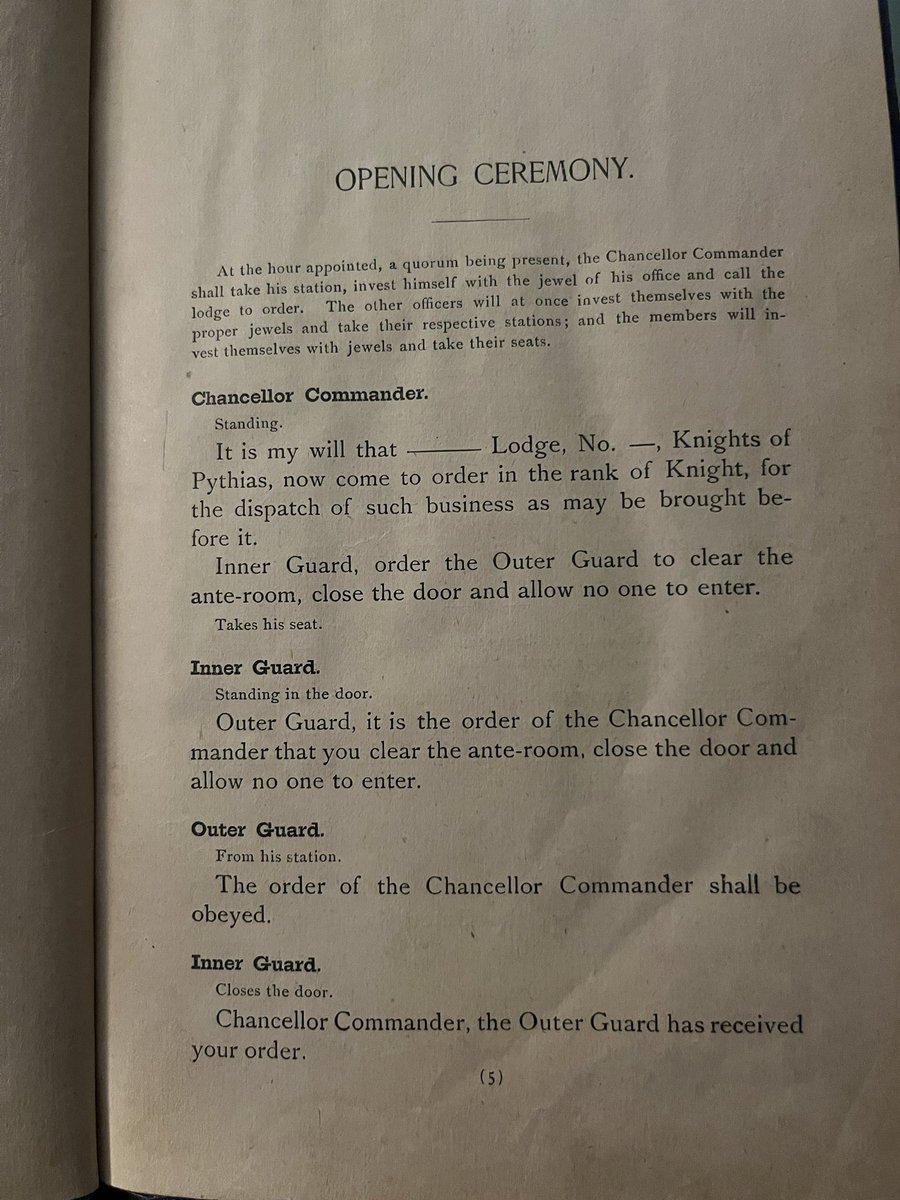 OPENING CEREMONY.
At the hour appointed, a quorum being present, the Chancellor Commander
shall take his station, invest himself with the jewel of his office and call the
lodge to order. The other officers will at once invest themselves with the
proper jewels and take their respective stations; and the members will in-
vest themselves with jewels and take their seats.
Chancellor Commander.
Standing.
It is my will that ——— Lodge, No. —, Knights of
Pythias, now come to order in the rank of Knight, for
the dispatch of such business as may be brought be-
fore it.
Inner Guard, order the Outer Guard to clear the
ante-room, close the door and allow no one to enter.
Takes his seat.
Inner Guard.
Standing in the door.
Outer Guard, it is the order of the Chancellor Com-
mander that you clear the ante-room, close the door and
allow no one to enter.
Outer Guard.
From his station.
The order of the Chancellor Commander shall be
obeyed.
Inner Guard.
Closes the door.
Chancellor Commander, the Outer Guard has received
your order.
(5)